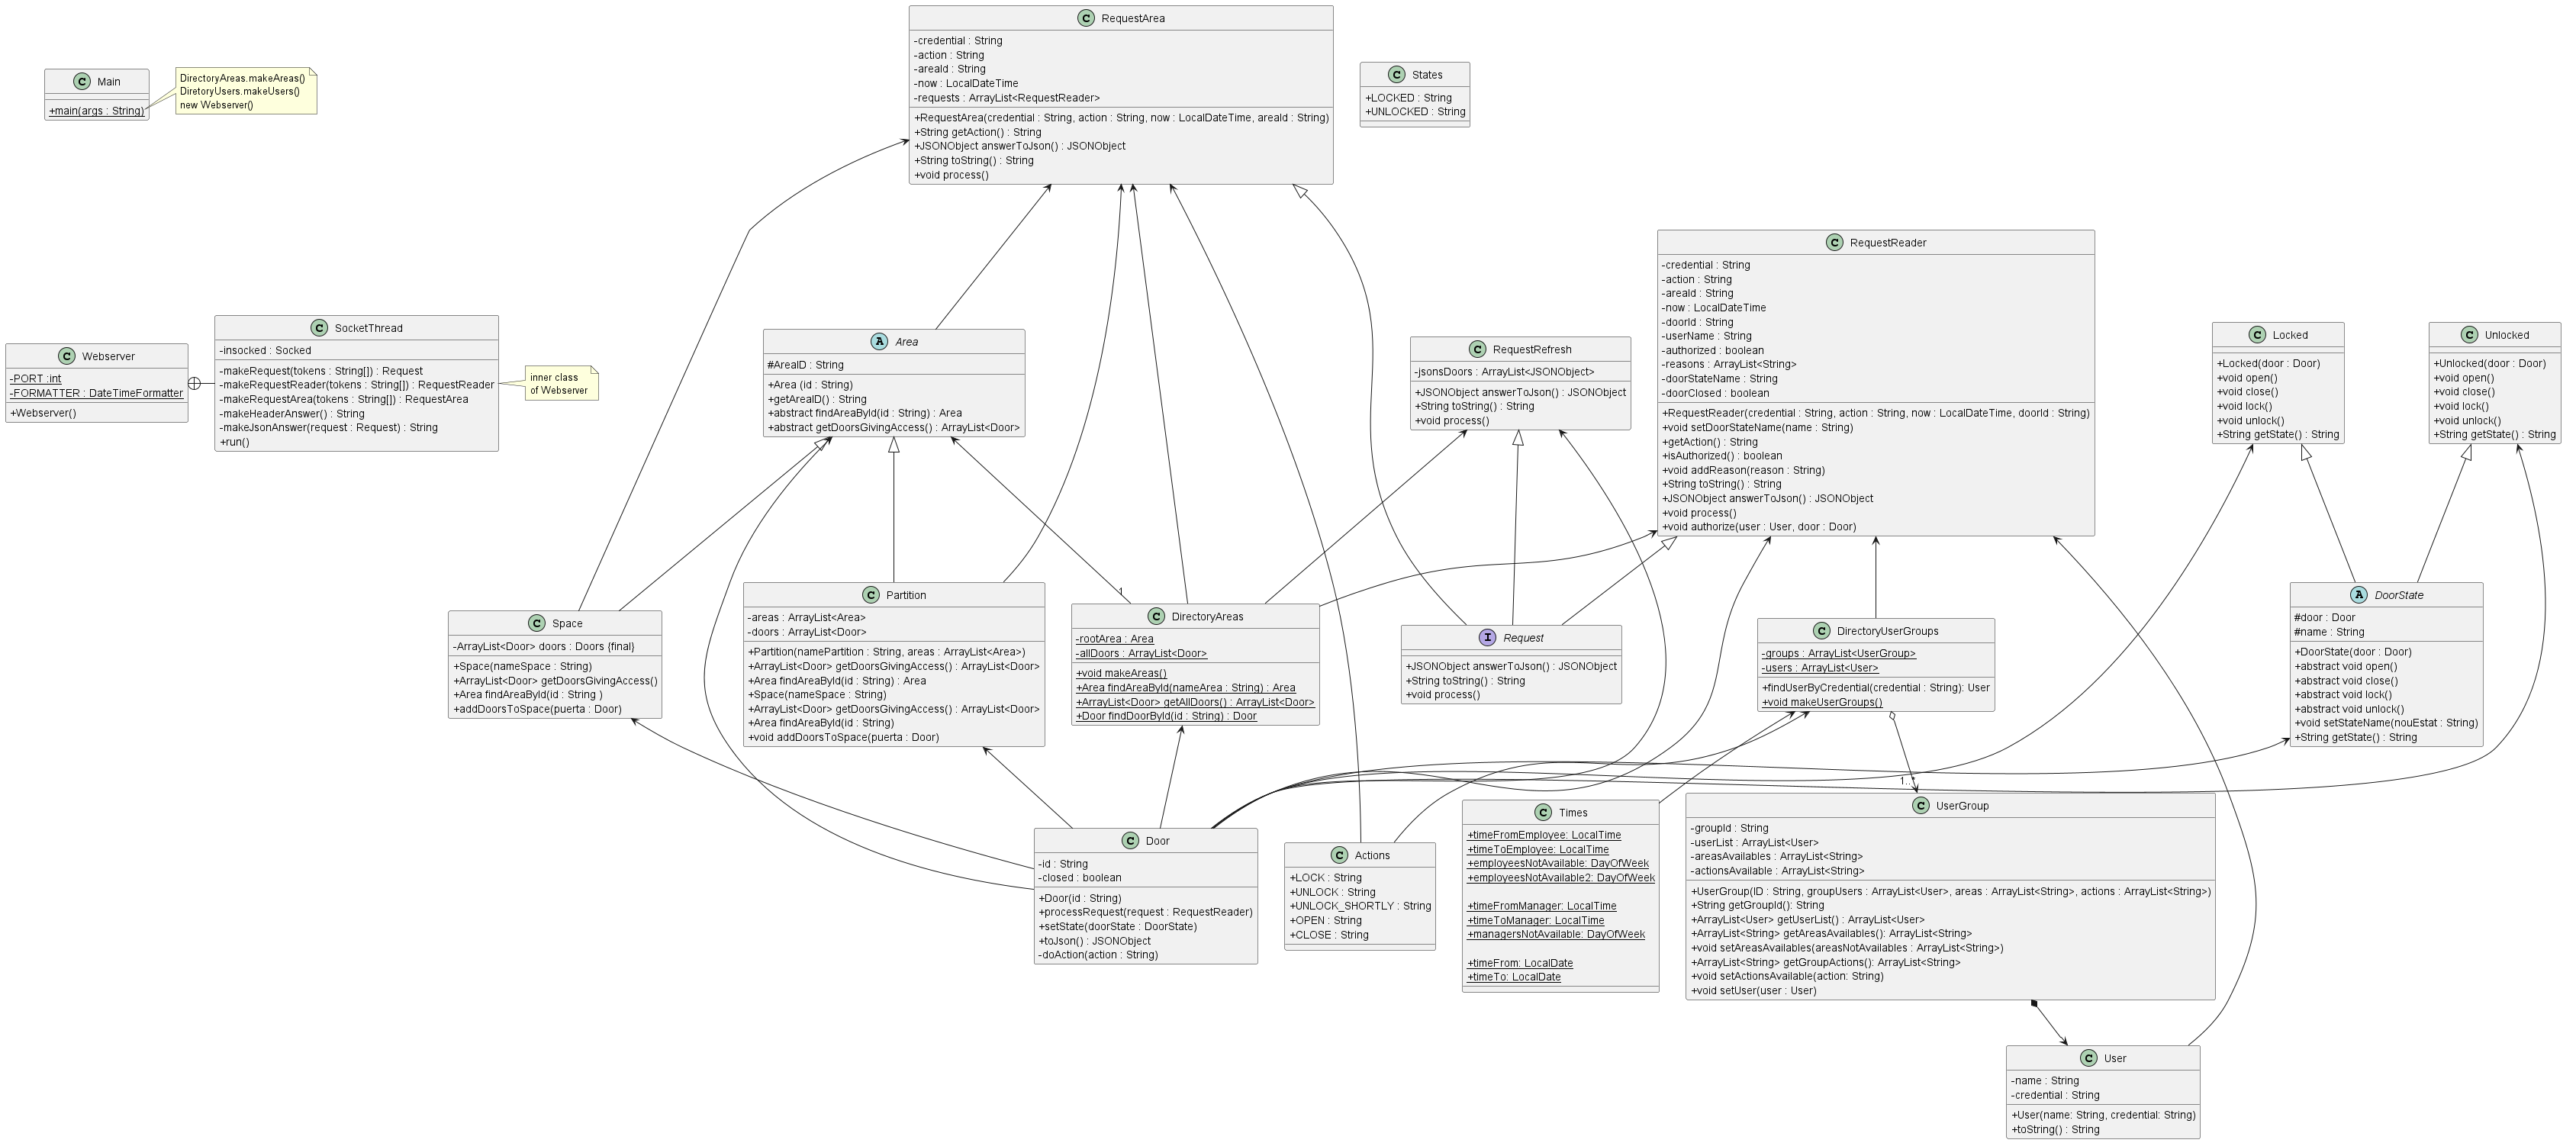 C RequestArea
-credential : String
-action : String
-areaId : String
-now : LocalDateTime
-requests : ArrayList<RequestReader>
+RequestArea(credential : String, action : String, now : LocalDateTime, areaId : String)
+String getAction() : String
+JSONObject answerToJson() : JSONObject
+String toString() : String
+void process()
C Main
+main(args : String)
DirectoryAreas.makeAreas()
DiretoryUsers.makeUsers()
new Webserver()
C States
+LOCKED : String
+UNLOCKED : String
C RequestReader
-credential : String
-action : String
-areaId : String
-now : LocalDateTime
-doorId : String
-userName : String
-authorized : boolean
-reasons : ArrayList<String>
-doorStateName : String
-doorClosed : boolean
+RequestReader(credential : String, action : String, now : LocalDateTime, doorId : String)
+void setDoorStateName(name : String)
+getAction() : String
+isAuthorized() : boolean
+void addReason(reason : String)
+String toString() : String
+JSONObject answerToJson() : JSONObject
+void process()
+void authorize(user : User, door : Door)
C Webserver
-PORT :int
-FORMATTER : DateTimeFormatter
+Webserver()
C SocketThread
-insocked : Socked
-makeRequest(tokens : String[]) : Request
-makeRequestReader(tokens : String[]) : RequestReader
-makeRequestArea(tokens : String[]) : RequestArea
-makeHeaderAnswer() : String
-makeJsonAnswer(request : Request) : String
+run()
inner class
of Webserver
A Area
#AreaID : String
+Area (id : String)
+getAreaID() : String
+abstract findAreaById(id : String) : Area
+abstract getDoorsGivingAccess() : ArrayList<Door>
C RequestRefresh
-jsonsDoors : ArrayList<JSONObject>
+JSONObject answerToJson() : JSONObject
+String toString() : String
+void process()
C Locked
+Locked(door : Door)
+void open()
+void close()
+void lock()
+void unlock()
+String getState() : String
C Unlocked
+Unlocked(door : Door)
+void open()
+void close()
+void lock()
+void unlock()
+String getState() : String
C Space
-ArrayList<Door> doors : Doors {final}
+Space(nameSpace : String)
+ArrayList<Door> getDoorsGivingAccess()
+Area findAreaById(id : String )
+addDoorsToSpace(puerta : Door)
C Partition
-areas : ArrayList<Area>
-doors : ArrayList<Door>
+Partition(namePartition : String, areas : ArrayList<Area>)
+ArrayList<Door> getDoorsGivingAccess() : ArrayList<Door>
+Area findAreaById(id : String) : Area
+Space(nameSpace : String)
+ArrayList<Door> getDoorsGivingAccess() : ArrayList<Door>
+Area findAreaById(id : String)
+void addDoorsToSpace(puerta : Door)
1
C DirectoryAreas
-rootArea : Area
-allDoors : ArrayList<Door>
+void makeAreas()
+Area findAreaById(nameArea : String) : Area
+ArrayList<Door> getAllDoors() : ArrayList<Door>
+Door findDoorById(id : String) : Door
I Request
+JSONObject answerToJson() : JSONObject
+String toString() : String
+void process()
C DirectoryUserGroups
-groups : ArrayList<UserGroup>
-users : ArrayList<User>
+findUserByCredential(credential : String): User
+void makeUserGroups()
A DoorState
#door : Door
#name : String
+DoorState(door : Door)
+abstract void open()
+abstract void close()
+abstract void lock()
+abstract void unlock()
+void setStateName(nouEstat : String)
+String getState() : String
C Door
-id : String
-closed : boolean
+Door(id : String)
+processRequest(request : RequestReader)
+setState(doorState : DoorState)
+toJson() : JSONObject
-doAction(action : String)
C Actions
+LOCK : String
+UNLOCK : String
+UNLOCK_SHORTLY : String
+OPEN : String
+CLOSE : String
C Times
+timeFromEmployee: LocalTime
+timeToEmployee: LocalTime
+employeesNotAvailable: DayOfWeek
+employeesNotAvailable2: DayOfWeek
+timeFromManager: LocalTime
+timeToManager: LocalTime
+managersNotAvailable: DayOfWeek
+timeFrom: LocalDate
+timeTo: LocalDate
C UserGroup
-groupId : String
-userList : ArrayList<User>
-areasAvailables : ArrayList<String>
-actionsAvailable : ArrayList<String>
+UserGroup(ID : String, groupUsers : ArrayList<User>, areas : ArrayList<String>, actions : ArrayList<String>)
+String getGroupId(): String
+ArrayList<User> getUserList() : ArrayList<User>
+ArrayList<String> getAreasAvailables(): ArrayList<String>
+void setAreasAvailables(areasNotAvailables : ArrayList<String>)
+ArrayList<String> getGroupActions(): ArrayList<String>
+void setActionsAvailable(action: String)
+void setUser(user : User)
C User
-name : String
-credential : String
+User(name: String, credential: String)
+toString() : String